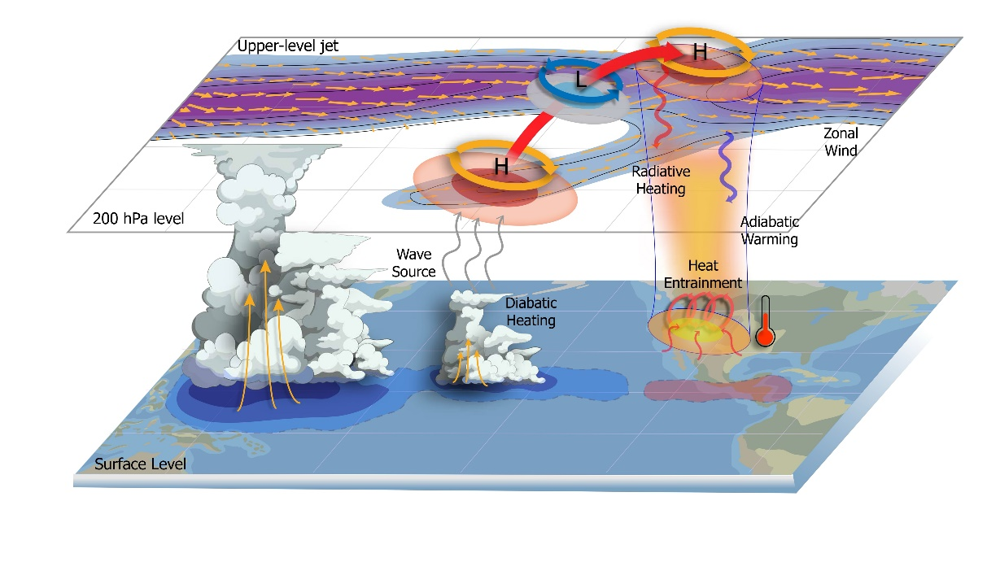 Upper-level jet
H
L
Zonal
Wind
H
Radiative
Heating
200 hPa level
Adiabatic
Warming
Wave
Source
Heat
Entrainment
Diabatic
Heating
Surface Level